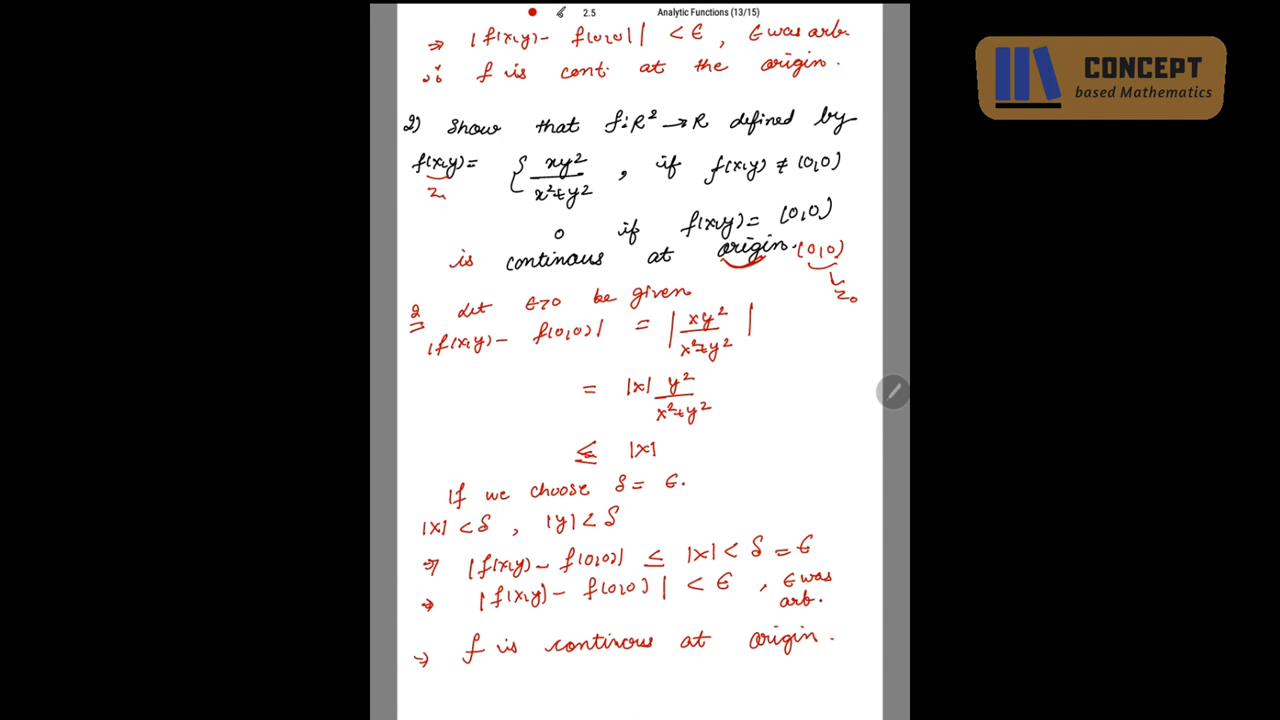 2.5 Analytic Functions (13/15)
⇒ |f(x,y) - f(0,0)| < ϵ, ϵ was arb.
∴ f is cont. at the origin.
CONCEPT
based Mathematics
2) Show that f: R² → R defined by
f(x,y) = { xy² / x²+y² , if f(x,y) ≠ (0,0)
z
0 if f(x,y) = (0,0)
is continous at origin. (0,0)
z₀
2 Let ϵ>0 be given
|f(x,y) - f(0,0)| = | xy² / x²+y² |
= |x| y² / x²+y²
≤ |x|
If we choose δ = ϵ.
|x| < δ , |y| < δ
⇒ |f(x,y) - f(0,0)| ≤ |x| < δ = ϵ
⇒ |f(x,y) - f(0,0)| < ϵ , ϵ was
arb.
⇒ f is continous at origin.